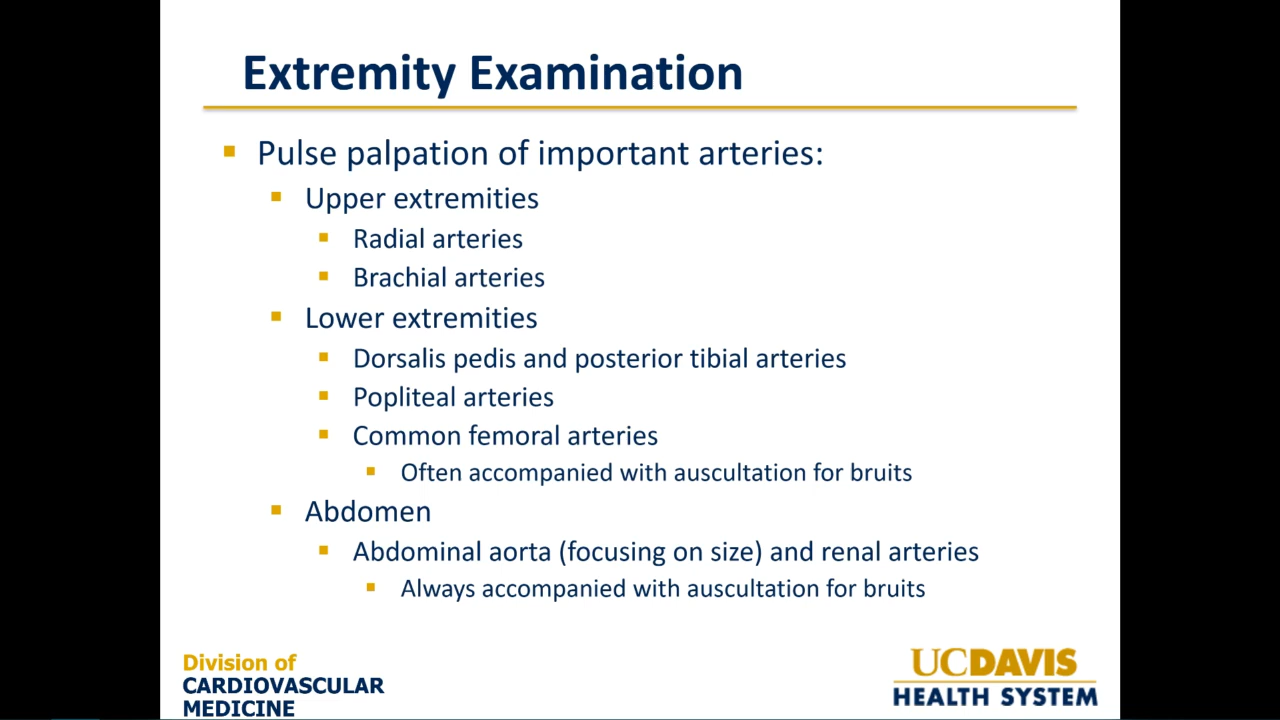 Extremity Examination
Pulse palpation of important arteries:
Upper extremities
Radial arteries
Brachial arteries
Lower extremities
Dorsalis pedis and posterior tibial arteries
Popliteal arteries
Common femoral arteries
Often accompanied with auscultation for bruits
Abdomen
Abdominal aorta (focusing on size) and renal arteries
Always accompanied with auscultation for bruits
Division of
CARDIOVASCULAR
MEDICINE
UCDAVIS
HEALTH SYSTEM